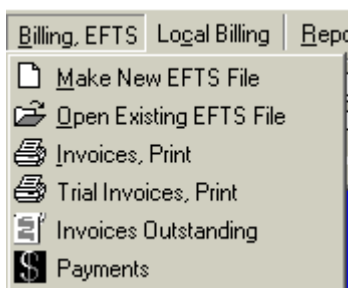 Billing, EFTS Local Billing Repo
Make New EFTS File
Open Existing EFTS File
Invoices, Print
Trial Invoices, Print
Invoices Outstanding
Payments